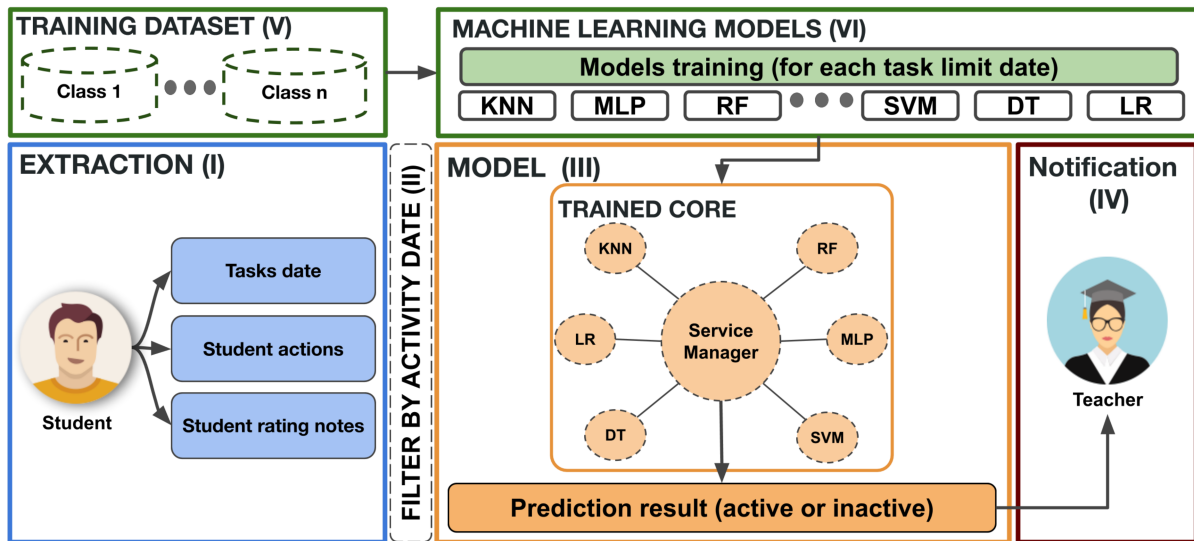 TRAINING DATASET (V)
Class 1
Class n
MACHINE LEARNING MODELS (VI)
Models training (for each task limit date)
KNN
MLP
RF
SVM
DT
LR
EXTRACTION (I)
Tasks date
Student actions
Student rating notes
Student
FILTER BY ACTIVITY DATE (II)
MODEL (III)
TRAINED CORE
KNN
RF
LR
Service
Manager
MLP
DT
SVM
Prediction result (active or inactive)
Notification
(IV)
Teacher